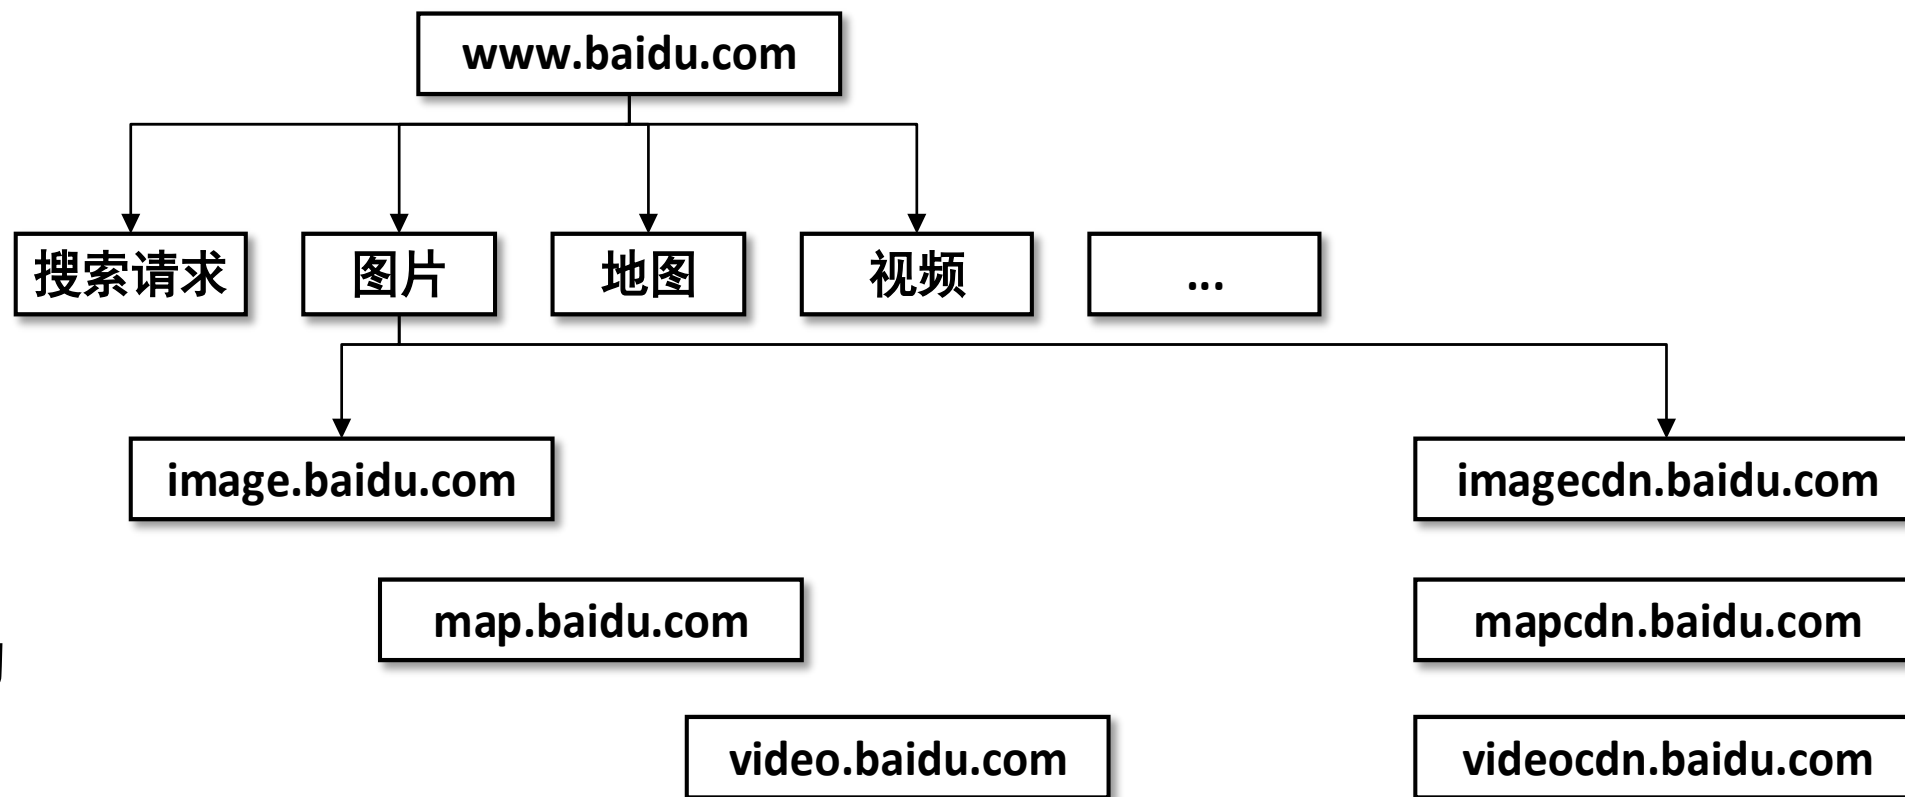 www.baidu.com
搜索请求 图片 地图 视频 ...
image.baidu.com imagecdn.baidu.com
map.baidu.com mapcdn.baidu.com
video.baidu.com videocdn.baidu.com